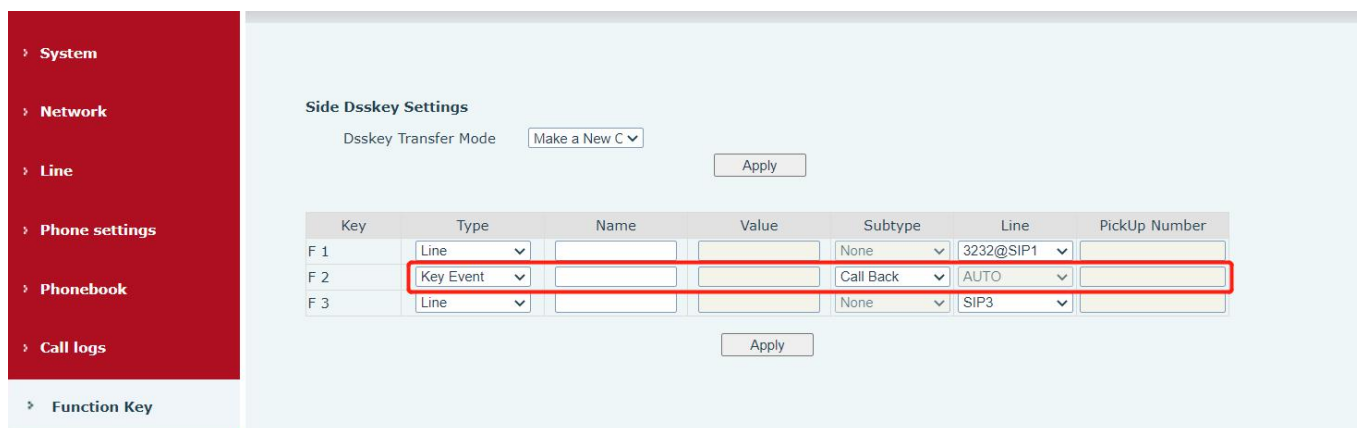 System
Network
Line
Phone settings
Phonebook
Call logs
Function Key
Side Dsskey Settings
Dsskey Transfer Mode Make a New C
Apply
Key Type Name Value Subtype Line PickUp Number
F 1 Line None 3232@SIP1
F 2 Key Event Call Back AUTO
F 3 Line None SIP3
Apply